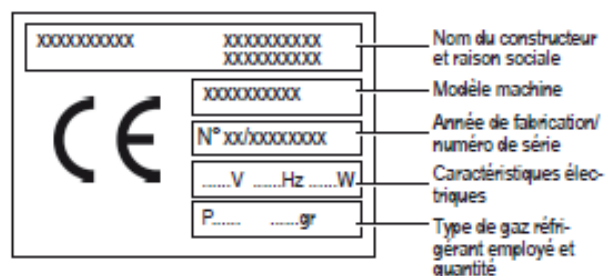 XXXXXXXXXX XXXXXXXXXX
XXXXXXXXXX
Nom du constructeur
et raison sociale
XXXXXXXXXX
Modèle machine
CE
N° xx/xxxxxxxx
Année de fabrication/
numéro de série
.......V ......Hz ......W
Caractéristiques élec-
triques
P....... .......gr
Type de gaz réfri-
gérant employé et
quantité